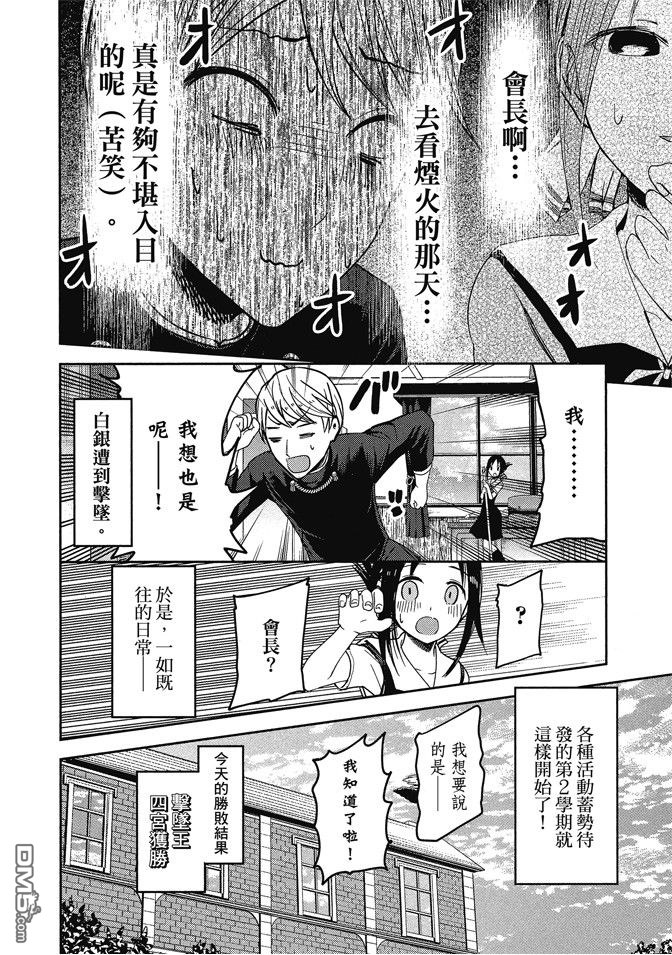 會長啊…
去看煙火的那天…
真是有夠不堪入目
的呢（苦笑）。
オ
オ
オ
オ
我………
我想也是
呢——！
白銀遭到擊墜。
？
會長？
於是，一如既
往的日常——
各種活動蓄勢待
發的第2學期就
這樣開始了！
我想要說
的是——
我知道了啦！
今天的勝敗結果
擊墜王
四宮獲勝
DM5.com